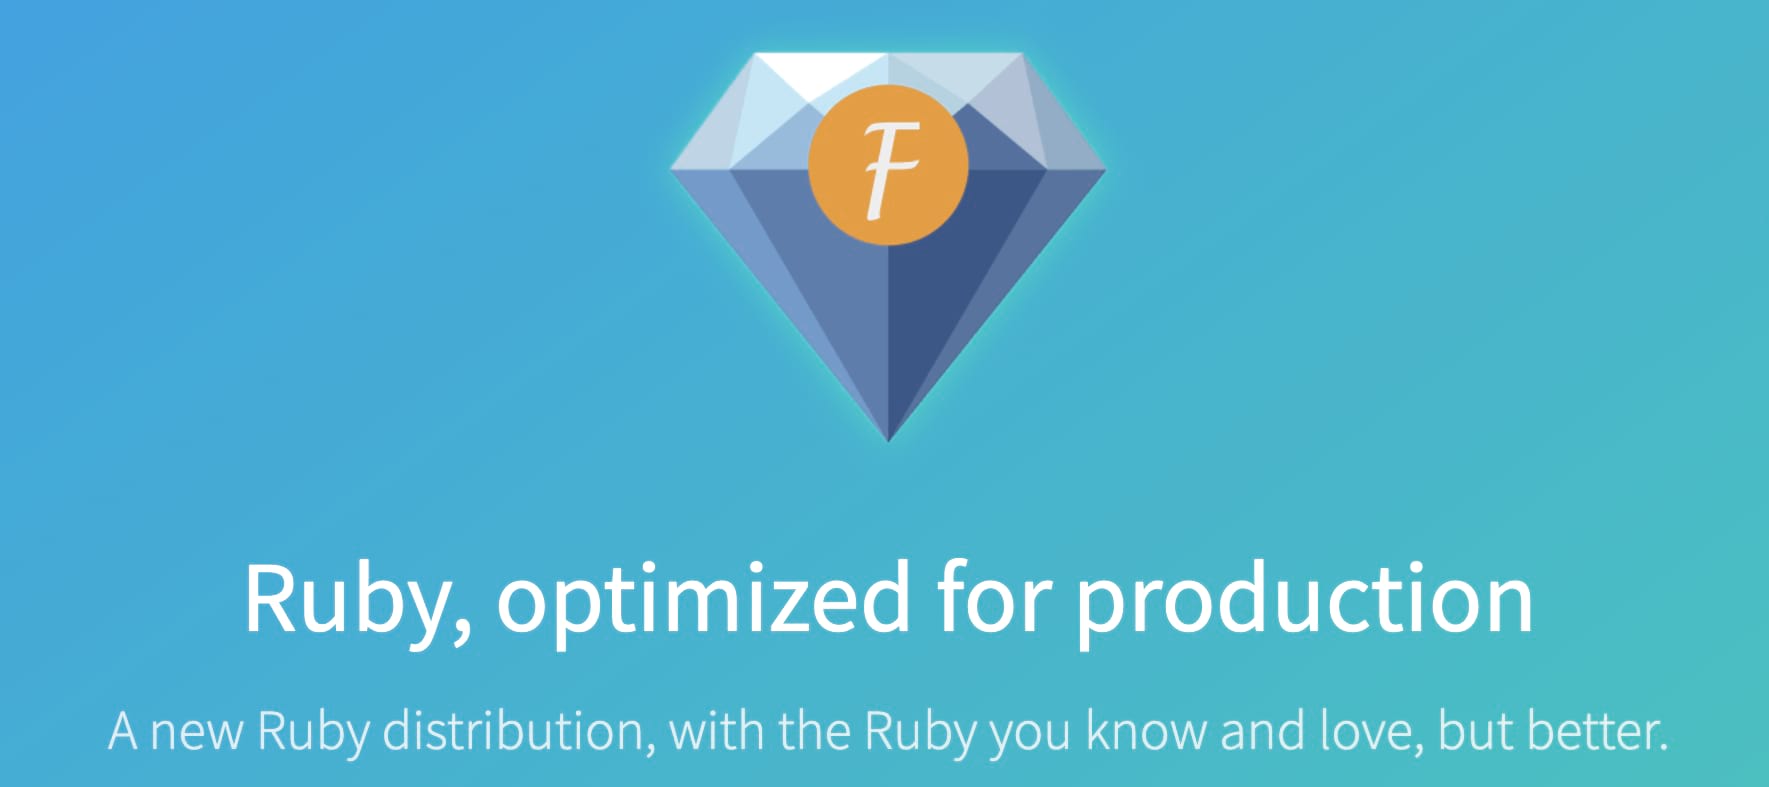 F
Ruby, optimized for production
A new Ruby distribution, with the Ruby you know and love, but better.